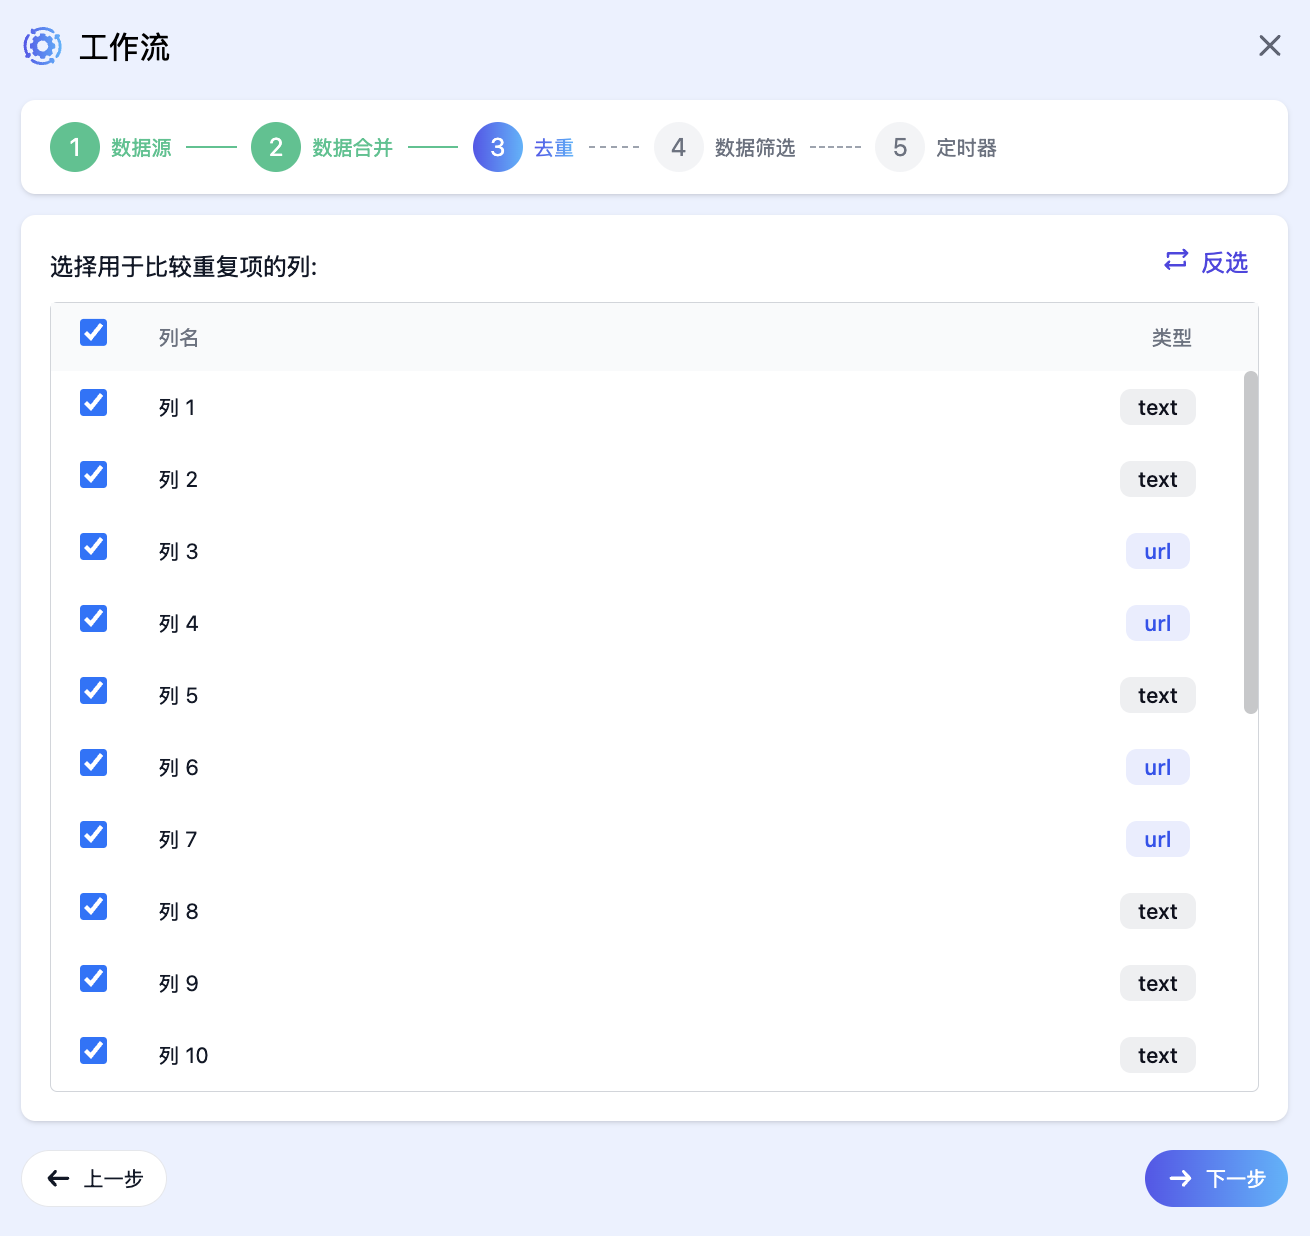 工作流
1 数据源 2 数据合并 3 去重 4 数据筛选 5 定时器
选择用于比较重复项的列: 反选
列名 类型
列 1 text
列 2 text
列 3 url
列 4 url
列 5 text
列 6 url
列 7 url
列 8 text
列 9 text
列 10 text
上一步 下一步